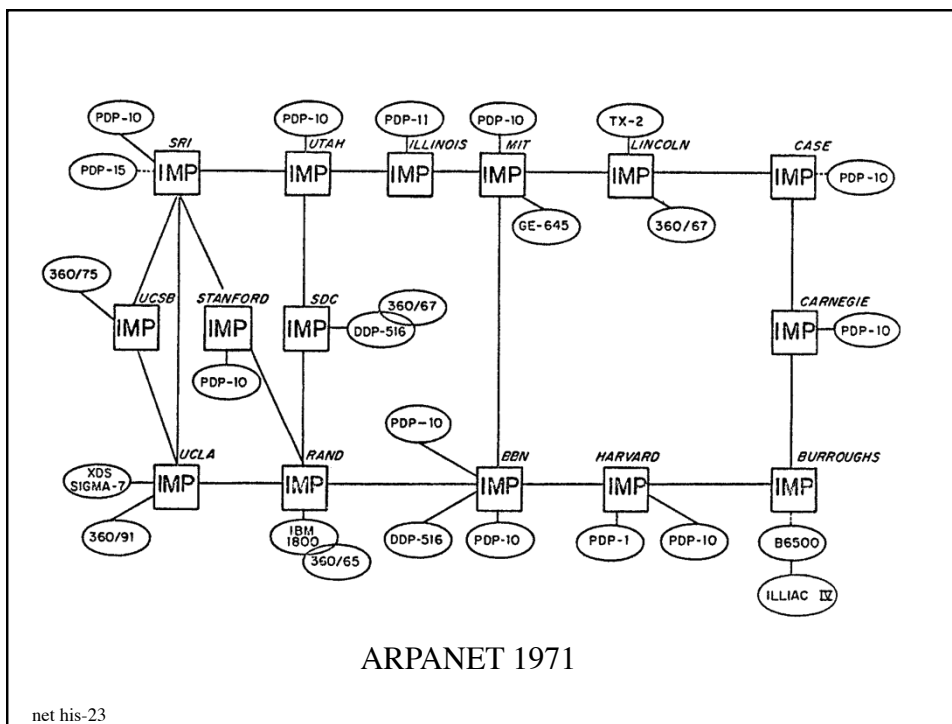 PDP-10
PDP-10
PDP-11
PDP-10
TX-2
SRI
UTAH
ILLINOIS
MIT
LINCOLN
CASE
PDP-15
IMP
IMP
IMP
IMP
IMP
IMP
PDP-10
GE-645
360/67
360/75
UCSB
STANFORD
SDC
360/67
CARNEGIE
IMP
IMP
IMP
DDP-516
IMP
PDP-10
PDP-10
PDP-10
UCLA
RAND
BBN
HARVARD
BURROUGHS
XDS
SIGMA-7
IMP
IMP
IMP
IMP
IMP
360/91
IBM
1800
360/65
DDP-516
PDP-10
PDP-1
PDP-10
B6500
ILLIAC IV
ARPANET 1971
net his-23